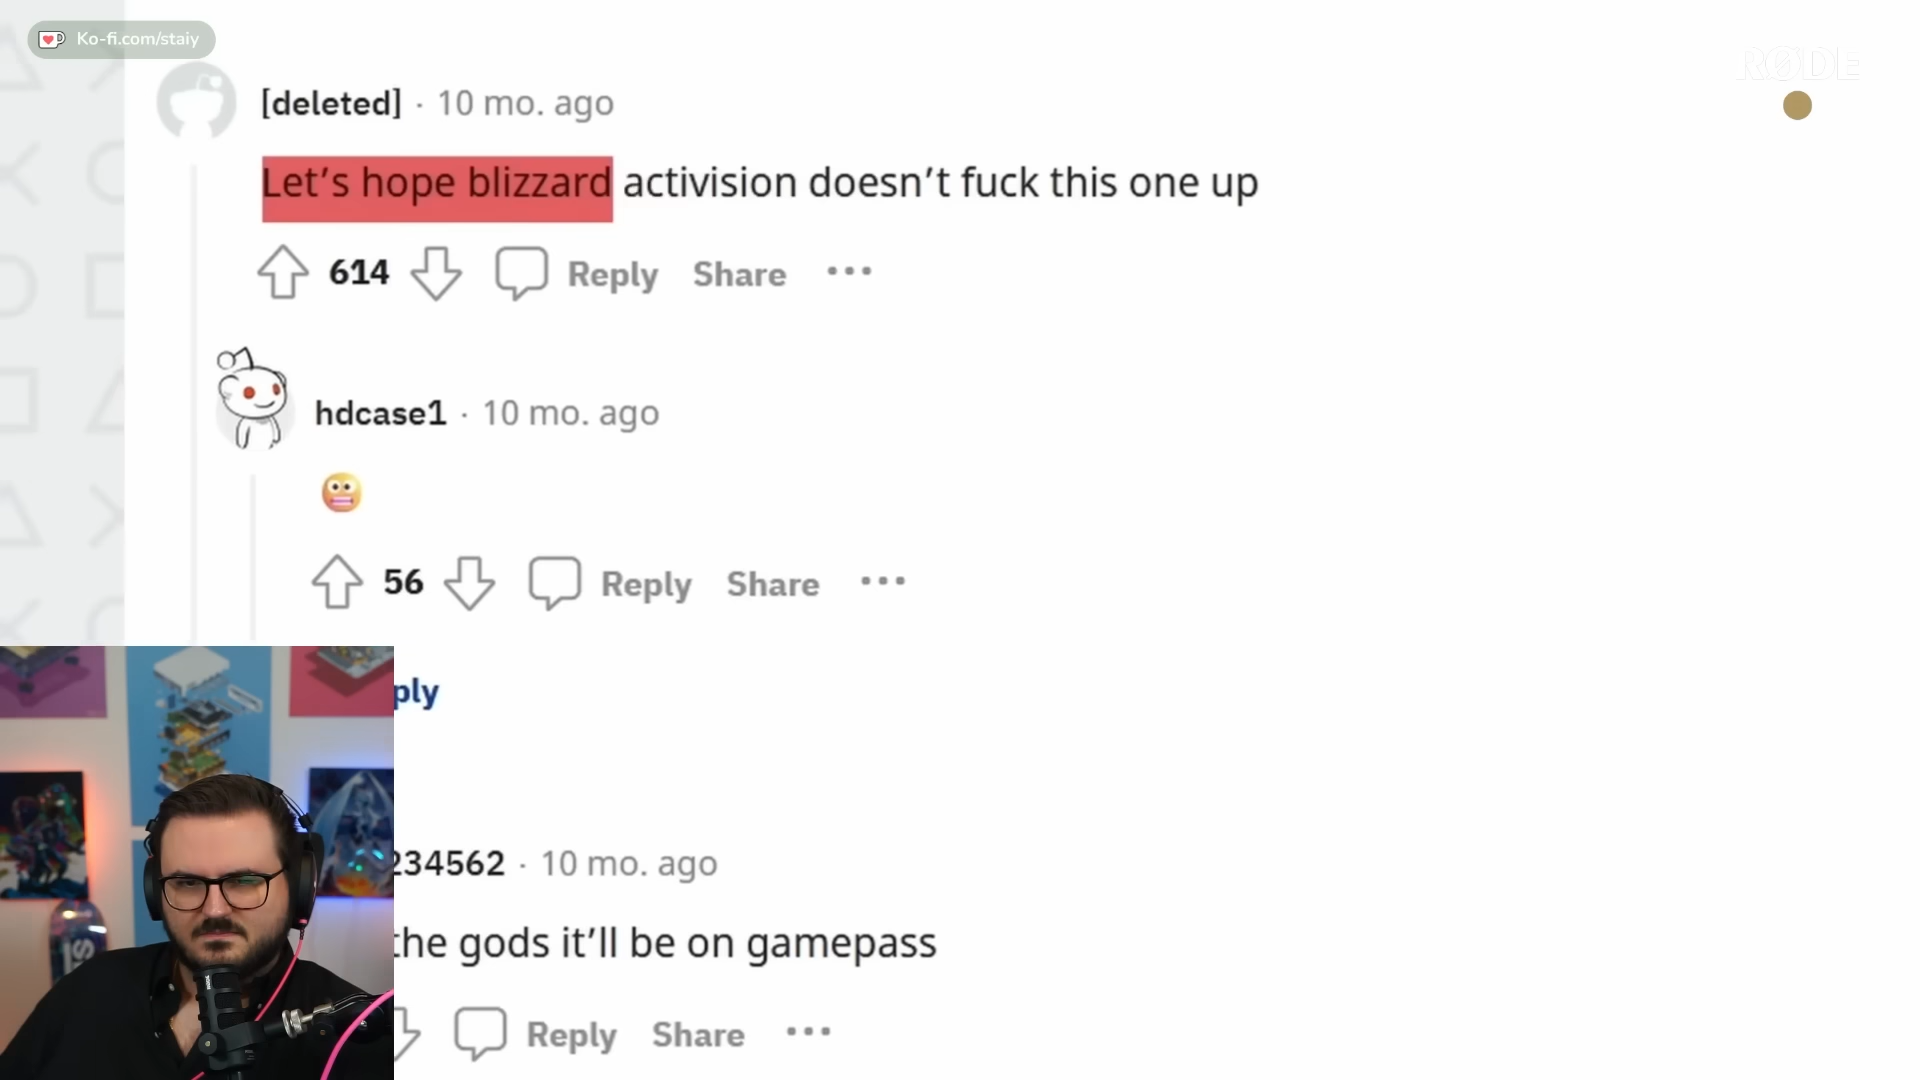 Ko-fi.com/staiy
RØDE
[deleted] · 10 mo. ago
Let’s hope blizzard activision doesn’t fuck this one up
614 Reply Share ···
hdcase1 · 10 mo. ago
😬
56 Reply Share ···
ply
234562 · 10 mo. ago
the gods it’ll be on gamepass
Reply Share ···